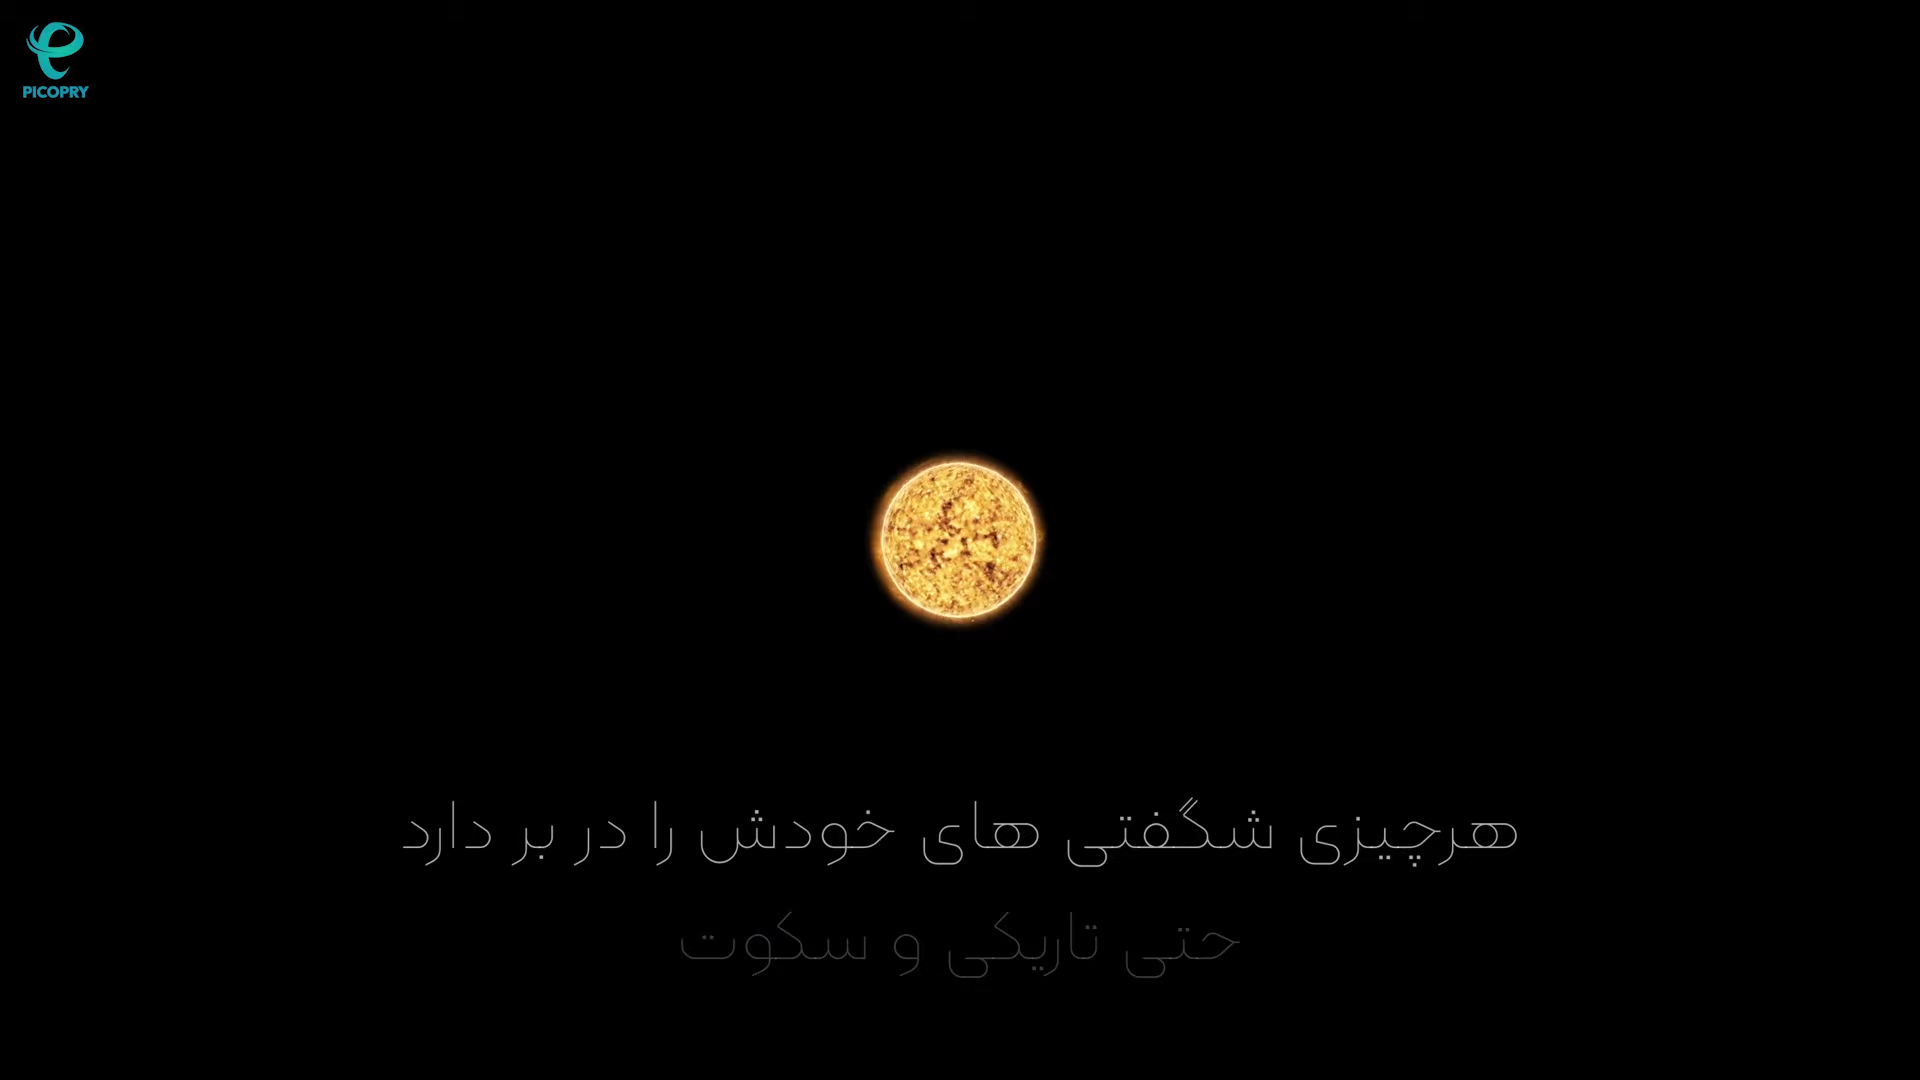 PICOPRY
هرچیزی شگفتی های خودش را در بر دارد
حتی تاریکی و سکوت